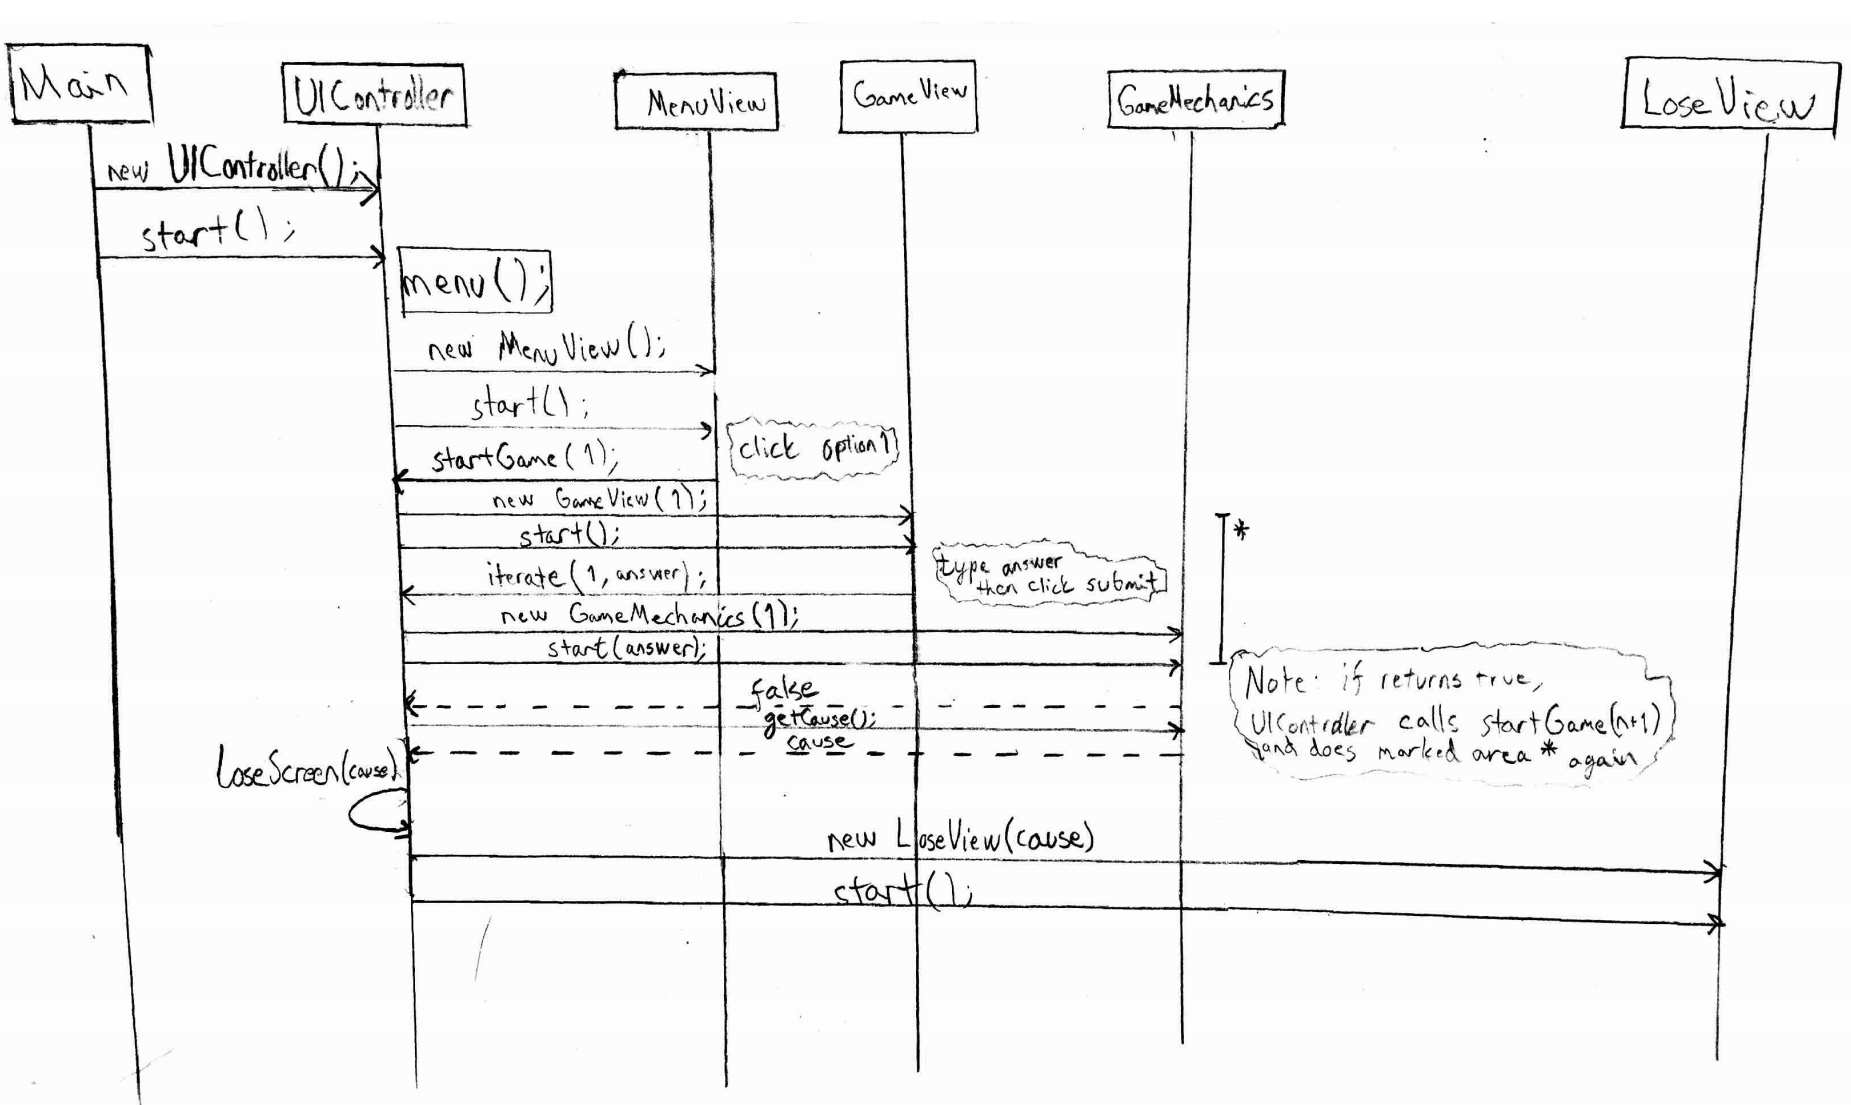 Main
UIController
MenuView
GameView
GameMechanics
LoseView
new UIController();
start();
menu();
new MenuView();
start();
click option 1
startGame(1);
new GameView(1);
*
start();
type answer
then click submit
iterate(1, answer);
new GameMechanics(1);
start(answer);
Note: if returns true,
UIController calls startGame(n+1)
and does marked area * again
false
getCause();
cause
LoseScreen(cause)
new LoseView(cause)
start();